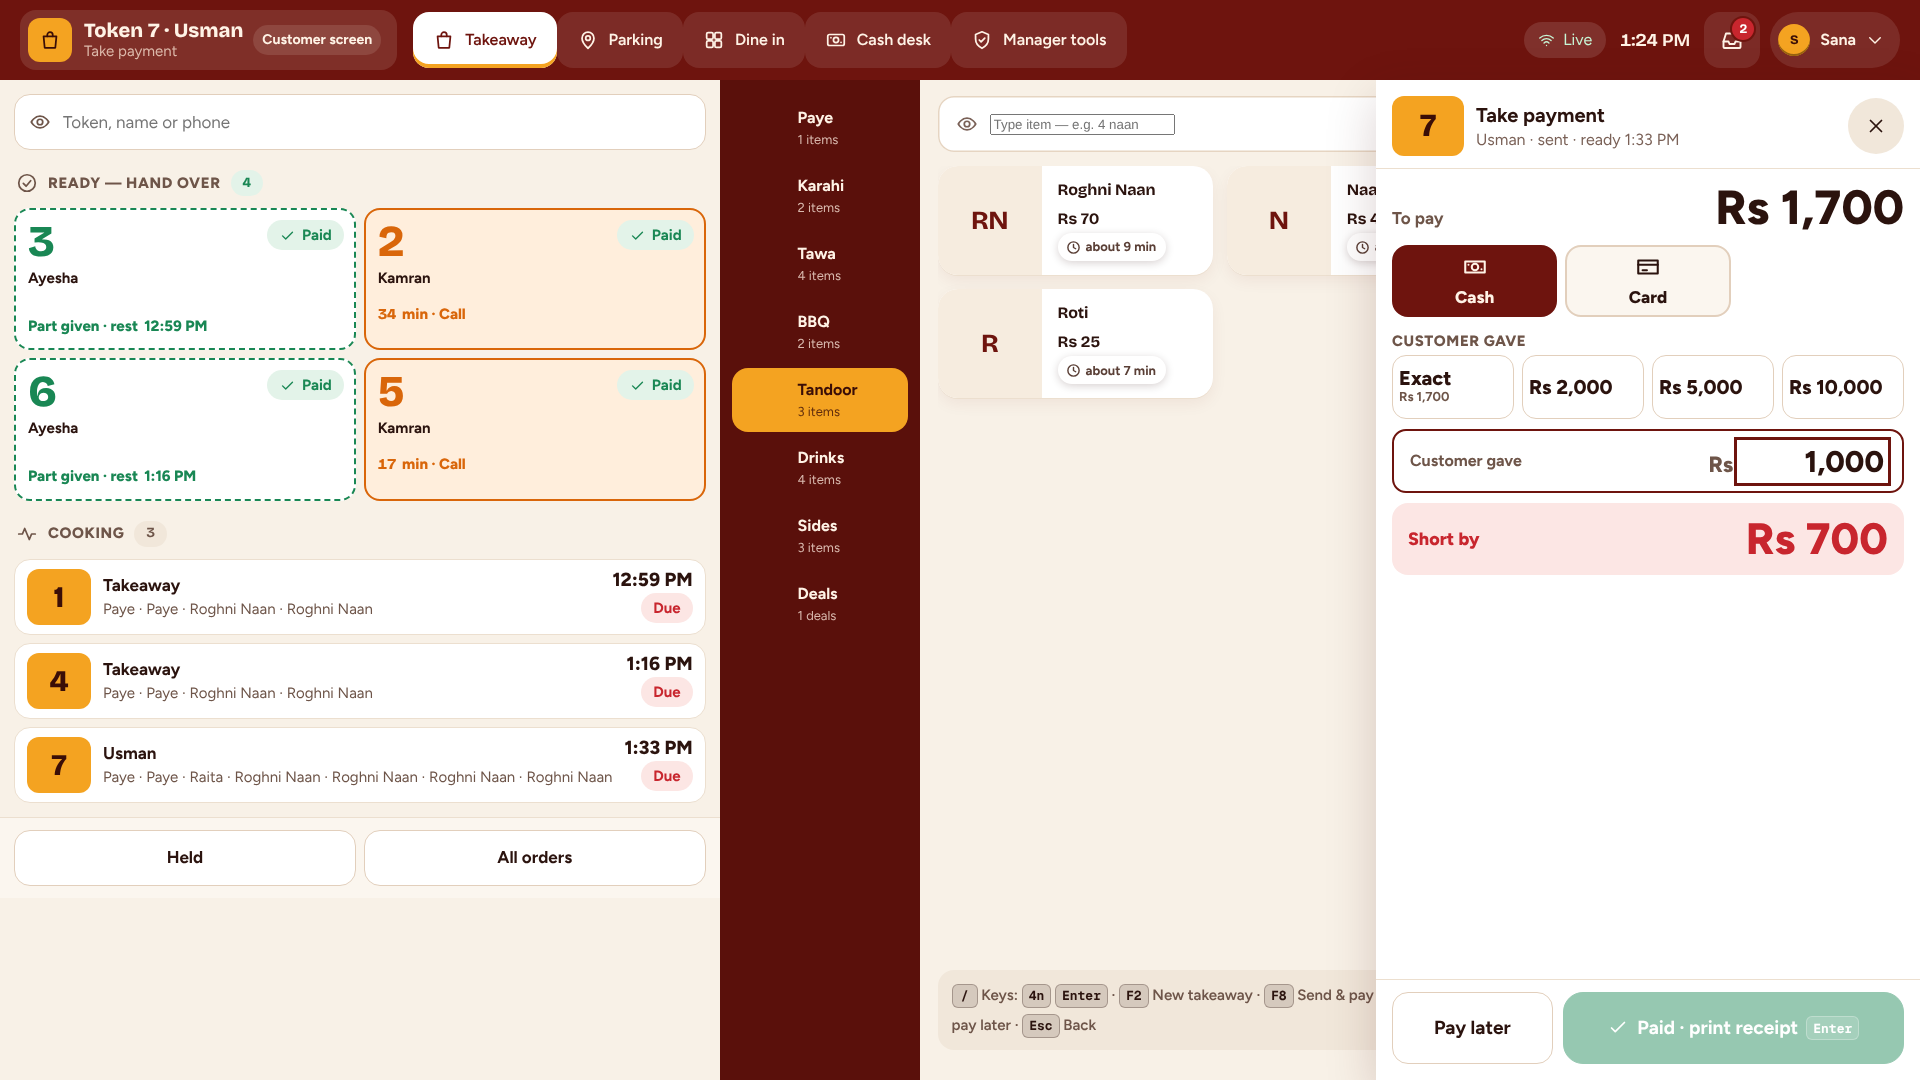 Token 7 · Usman
Take payment
Customer screen
Takeaway
Parking
Dine in
Cash desk
Manager tools
Live
1:24 PM
2
S
Sana
Token, name or phone
READY — HAND OVER
4
3
Paid
Ayesha
Part given · rest 12:59 PM
2
Paid
Kamran
34 min · Call
6
Paid
Ayesha
Part given · rest 1:16 PM
5
Paid
Kamran
17 min · Call
COOKING
3
1
Takeaway
Paye · Paye · Roghni Naan · Roghni Naan
12:59 PM
Due
4
Takeaway
Paye · Paye · Roghni Naan · Roghni Naan
1:16 PM
Due
7
Usman
Paye · Paye · Raita · Roghni Naan · Roghni Naan · Roghni Naan · Roghni Naan
1:33 PM
Due
Held
All orders
Paye
1 items
Karahi
2 items
Tawa
4 items
BBQ
2 items
Tandoor
3 items
Drinks
4 items
Sides
3 items
Deals
1 deals
Type item — e.g. 4 naan
RN
Roghni Naan
Rs 70
about 9 min
N
Naa
Rs 4
R
Roti
Rs 25
about 7 min
/ Keys: 4n Enter · F2 New takeaway · F8 Send & pay
pay later · Esc Back
7
Take payment
Usman · sent · ready 1:33 PM
To pay
Rs 1,700
Cash
Card
CUSTOMER GAVE
Exact
Rs 1,700
Rs 2,000
Rs 5,000
Rs 10,000
Customer gave
Rs 1,000
Short by
Rs 700
Pay later
Paid · print receipt Enter